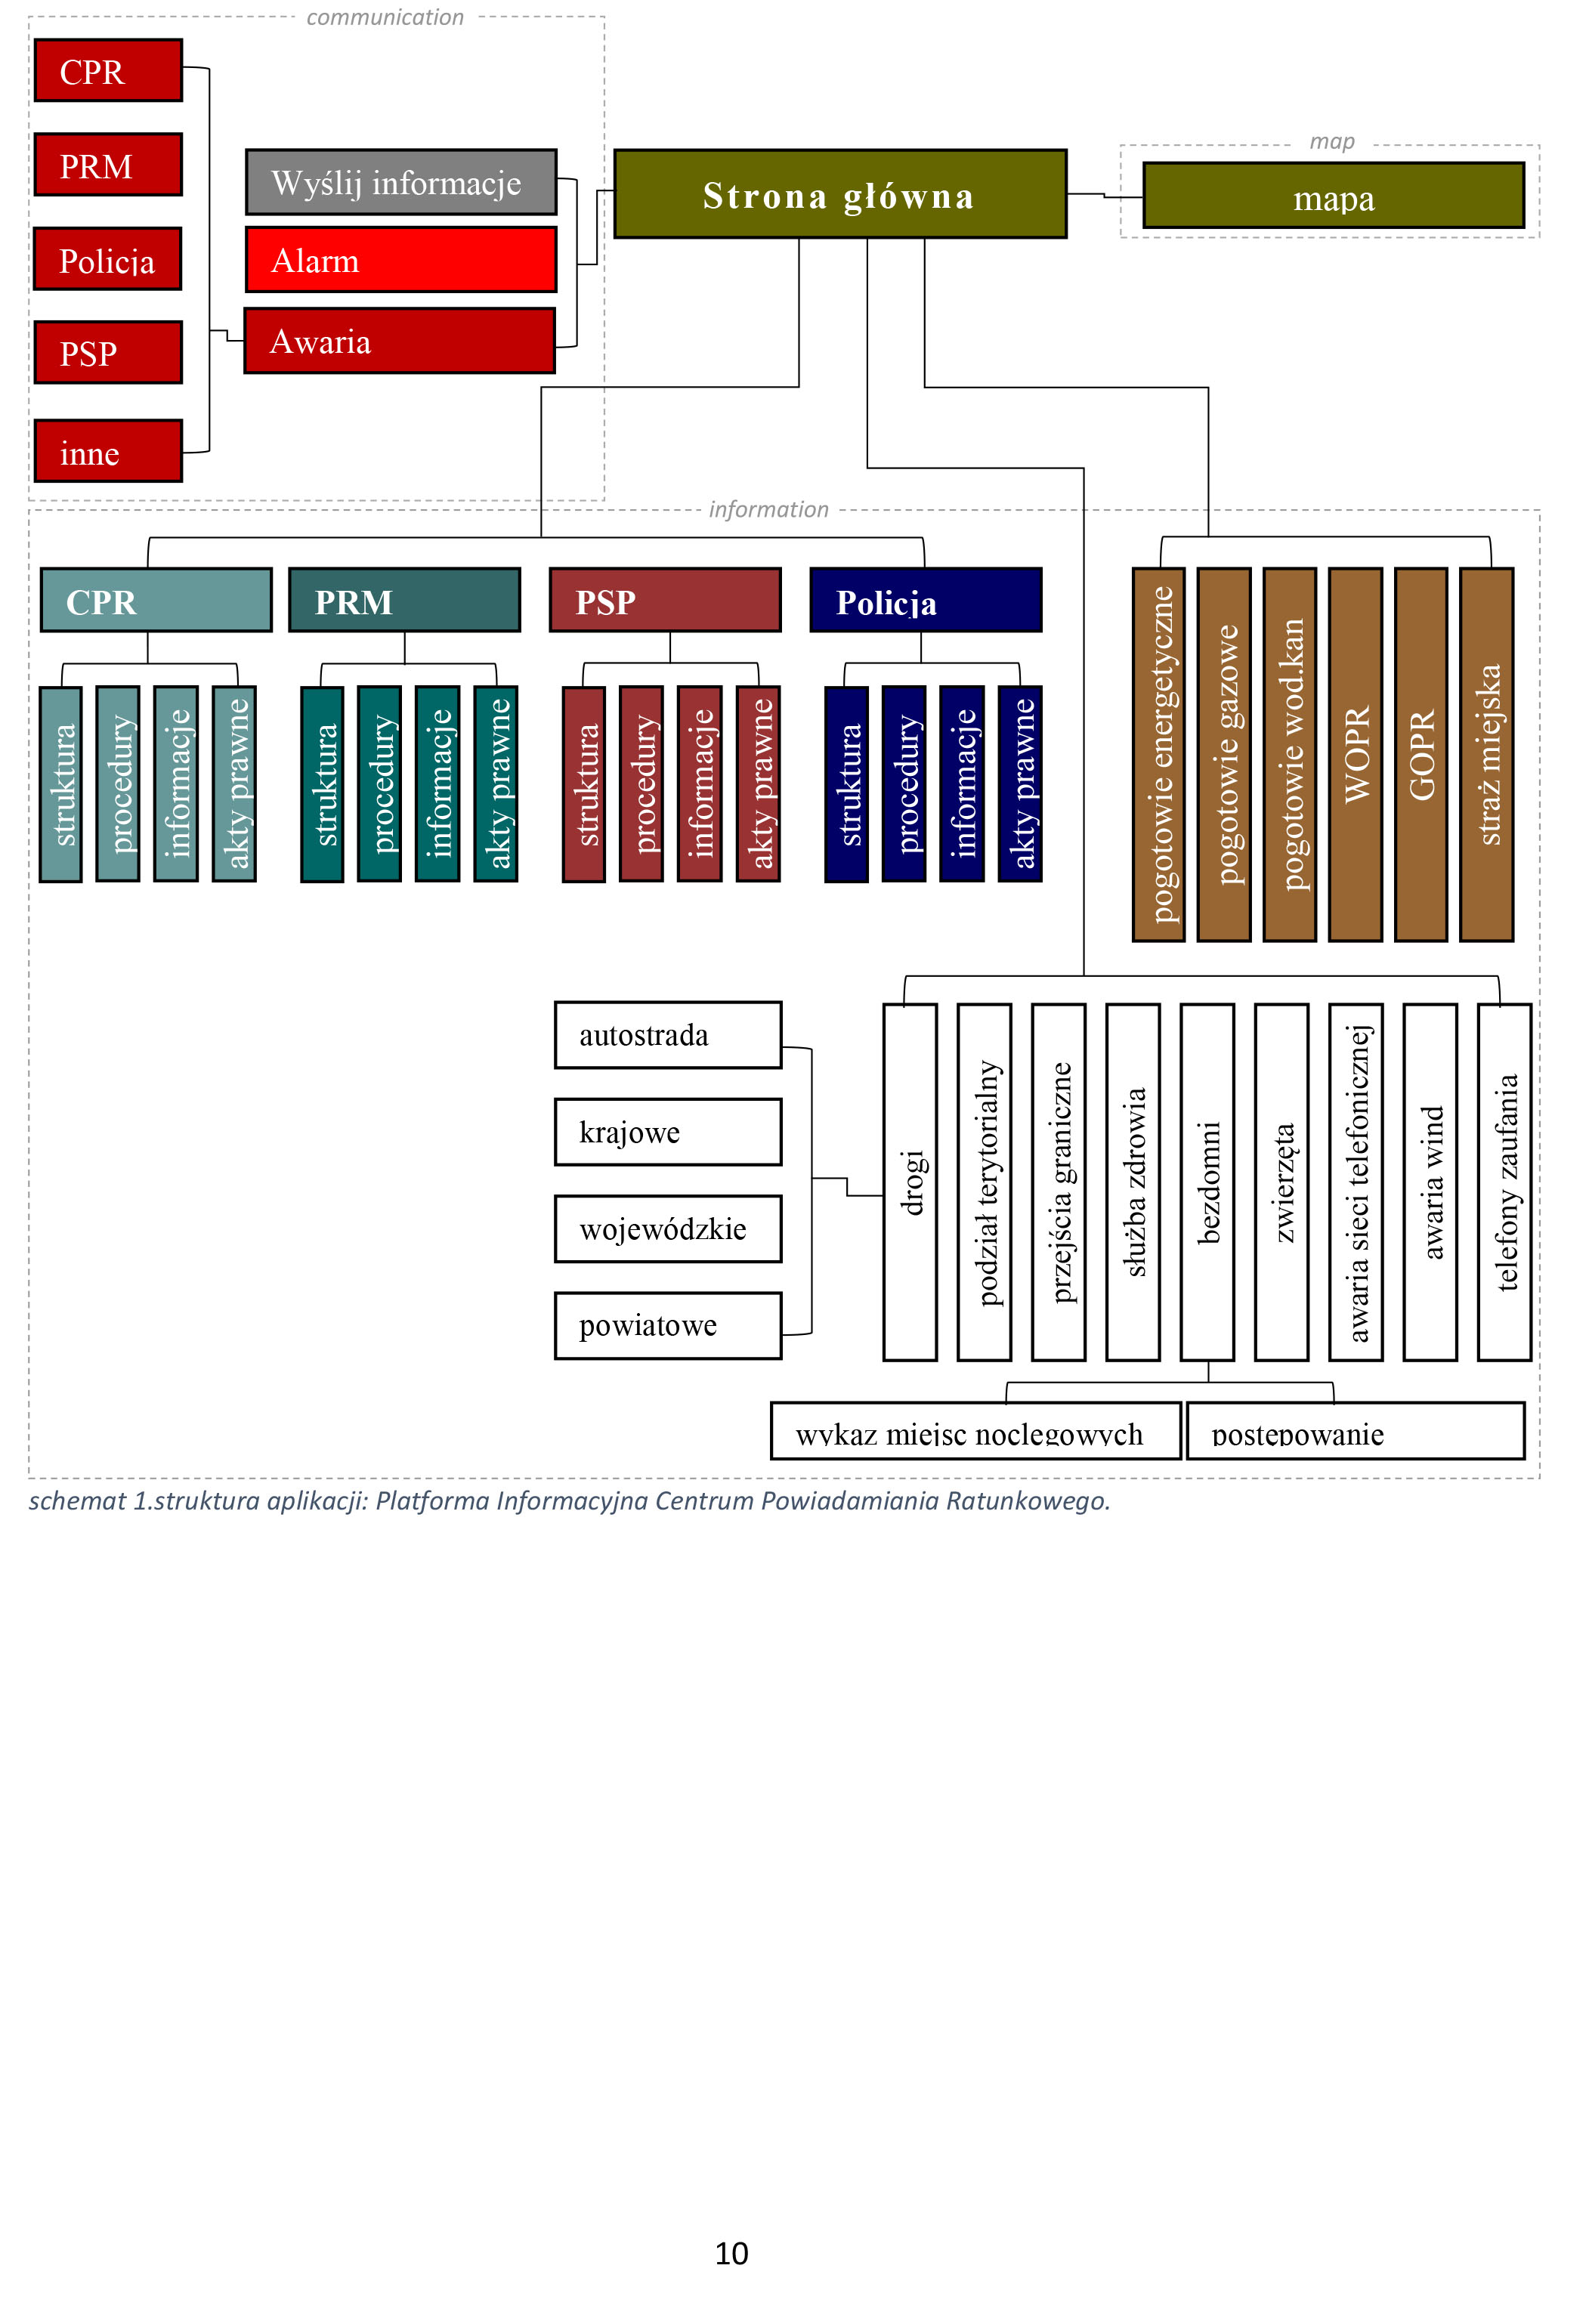 communication
CPR
PRM
Policja
PSP
inne
Wyślij informacje
Alarm
Awaria
Strona główna
map
mapa
information
CPR
struktura
procedury
informacje
akty prawne
PRM
struktura
procedury
informacje
akty prawne
PSP
struktura
procedury
informacje
akty prawne
Policja
struktura
procedury
informacje
akty prawne
pogotowie energetyczne
pogotowie gazowe
pogotowie wod.kan
WOPR
GOPR
straż miejska
autostrada
krajowe
wojewódzkie
powiatowe
drogi
podział terytorialny
przejścia graniczne
służba zdrowia
bezdomni
zwierzęta
awaria sieci telefonicznej
awaria wind
telefony zaufania
wykaz miejsc noclegowych
postępowanie
schemat 1.struktura aplikacji: Platforma Informacyjna Centrum Powiadamiania Ratunkowego.
10